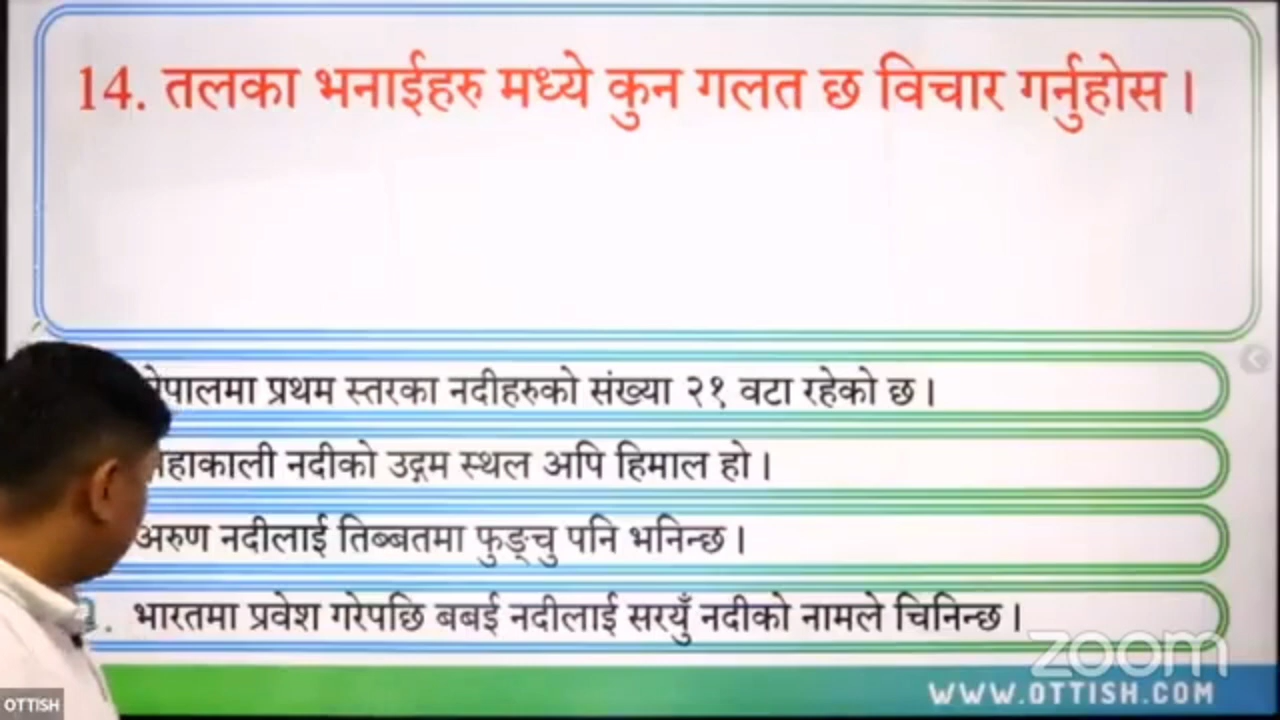 14. तलका भनाईहरु मध्ये कुन गलत छ विचार गर्नुहोस ।
प्रथम स्तरका नदीहरुको संख्या २१ वटा रहेको छ ।
नदीको उद्गम स्थल अपि हिमाल हो ।
अरुण नदीलाई तिब्बतमा फुङ्चु पनि भनिन्छ ।
भारतमा प्रवेश गरेपछि बबई नदीलाई सरयुँ नदीको नामले चिनिन्छ ।
zoom
WWW.OTTISH.COM
OTTISH